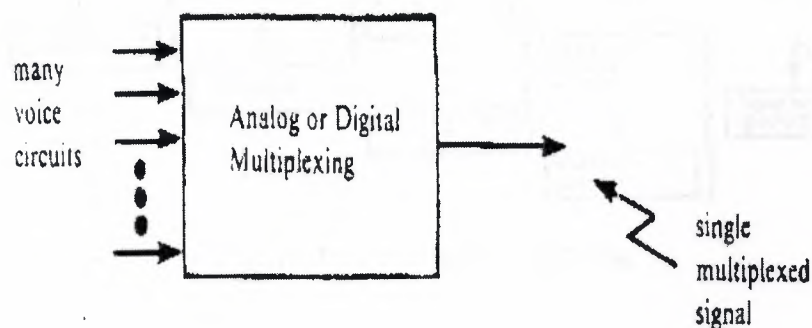 many
voice
circuits
Analog or Digital
Multiplexing
single
multiplexed
signal